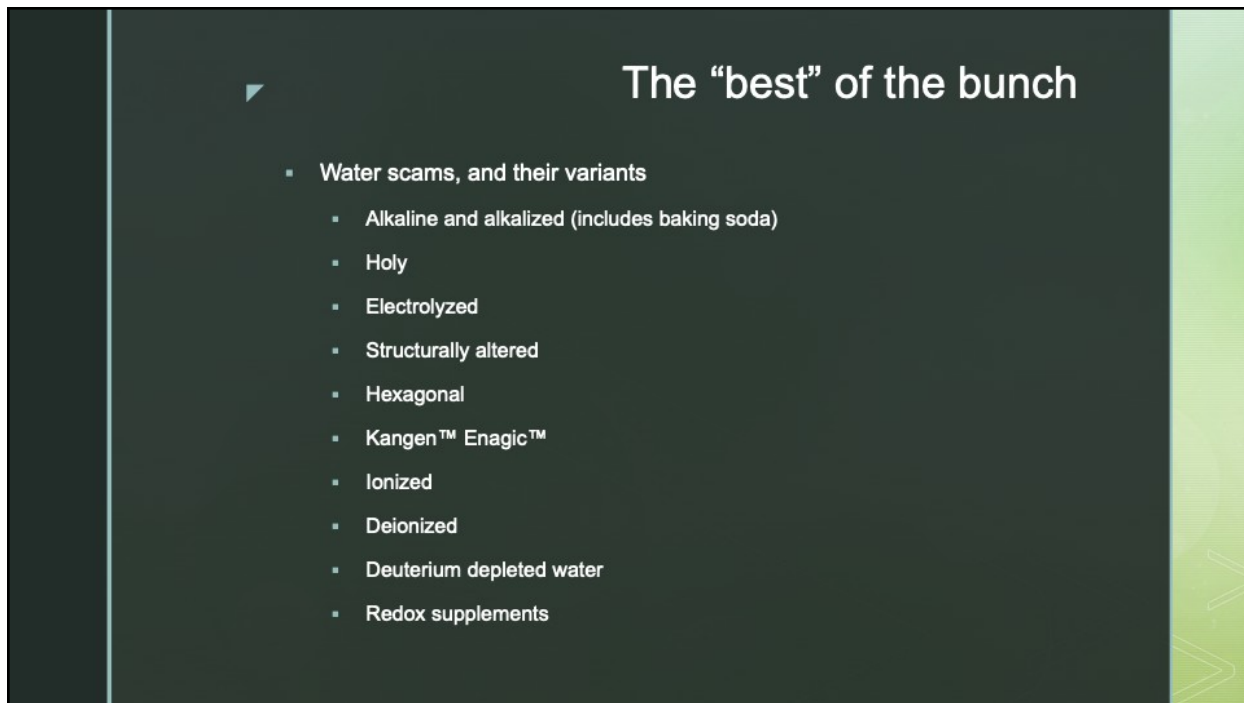 The “best” of the bunch
Water scams, and their variants
Alkaline and alkalized (includes baking soda)
Holy
Electrolyzed
Structurally altered
Hexagonal
Kangen™ Enagic™
Ionized
Deionized
Deuterium depleted water
Redox supplements